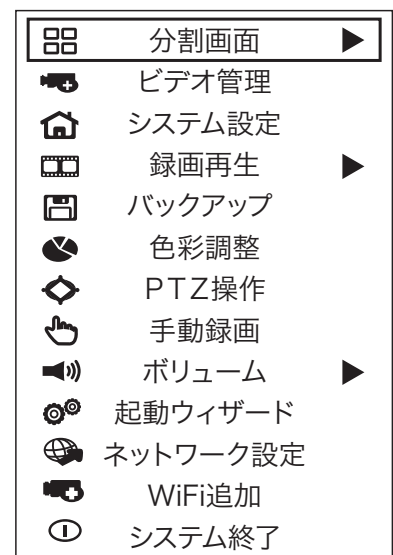 分割画面
ビデオ管理
システム設定
録画再生
バックアップ
色彩調整
PTZ操作
手動録画
ボリューム
起動ウィザード
ネットワーク設定
WiFi追加
システム終了